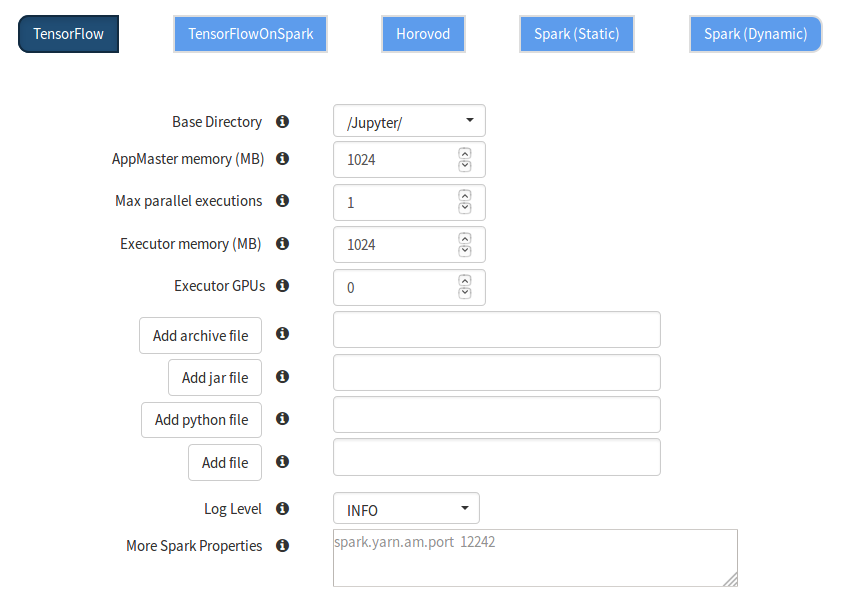 TensorFlow TensorFlowOnSpark Horovod Spark (Static) Spark (Dynamic)
Base Directory /Jupyter/
AppMaster memory (MB) 1024
Max parallel executions 1
Executor memory (MB) 1024
Executor GPUs 0
Add archive file
Add jar file
Add python file
Add file
Log Level INFO
More Spark Properties spark.yarn.am.port 12242